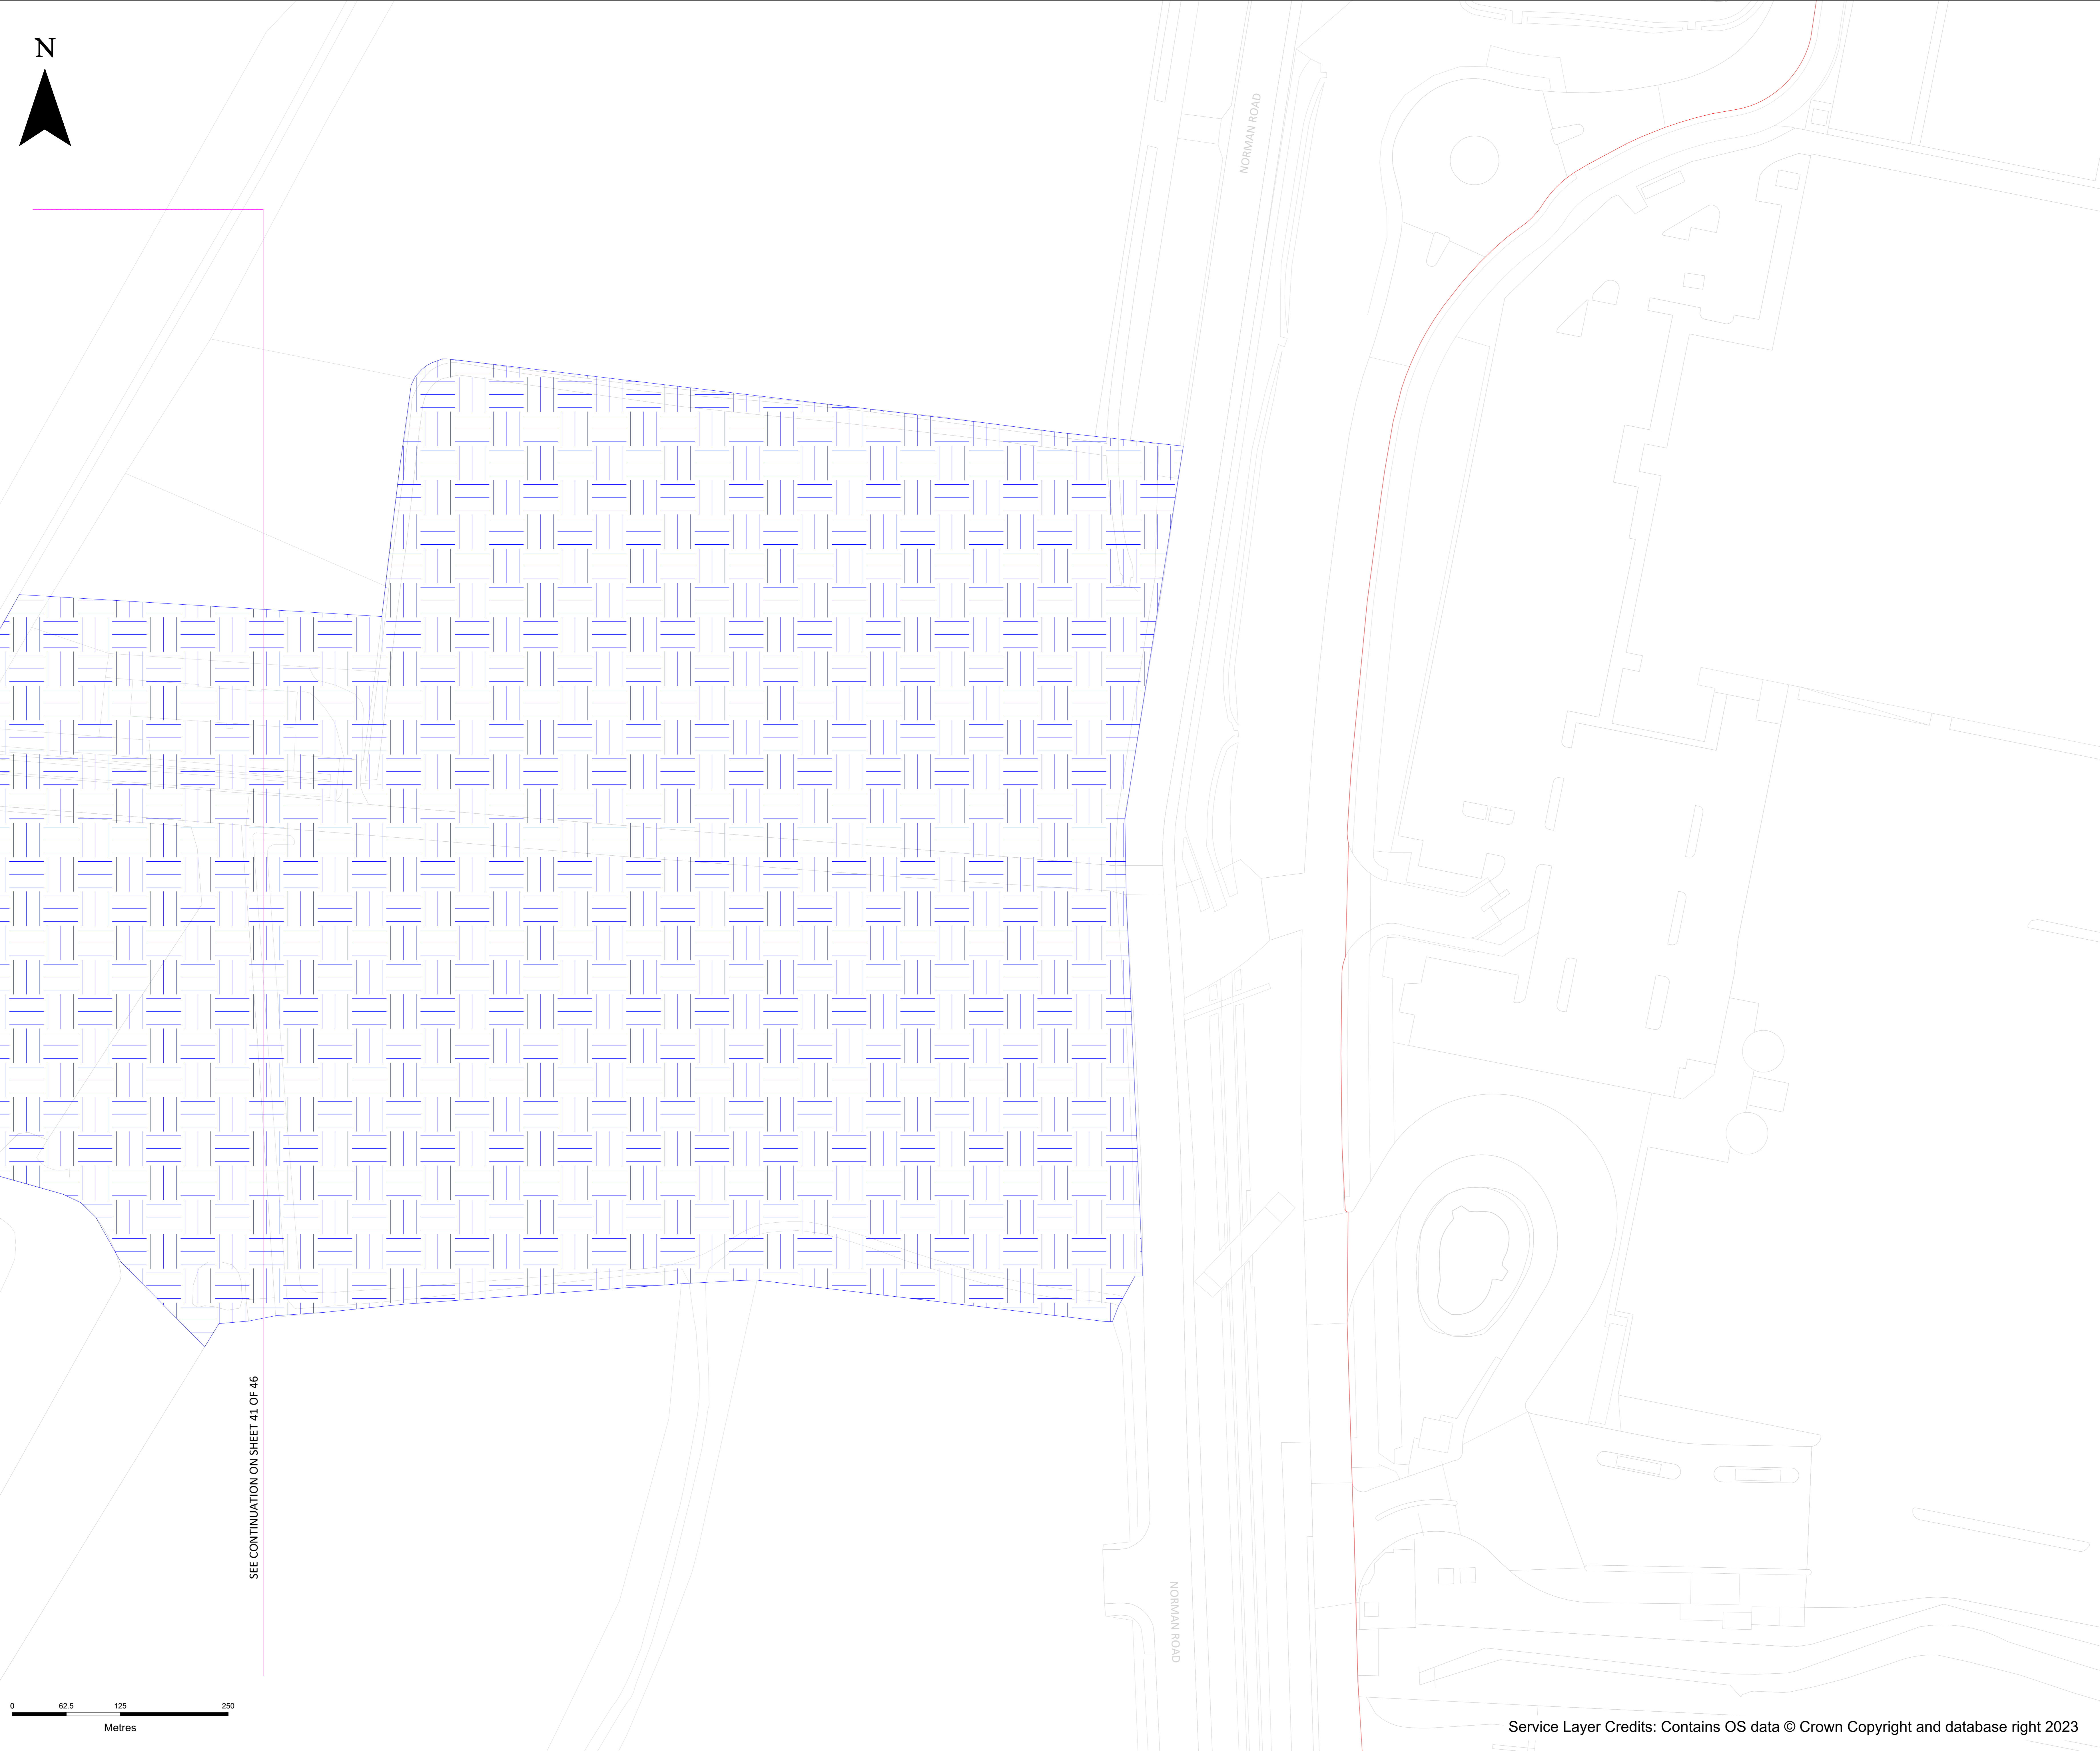 N
NORMAN ROAD
SEE CONTINUATION ON SHEET 41 OF 46
NORMAN ROAD
0 62.5 125 250
Metres
Service Layer Credits: Contains OS data © Crown Copyright and database right 2023